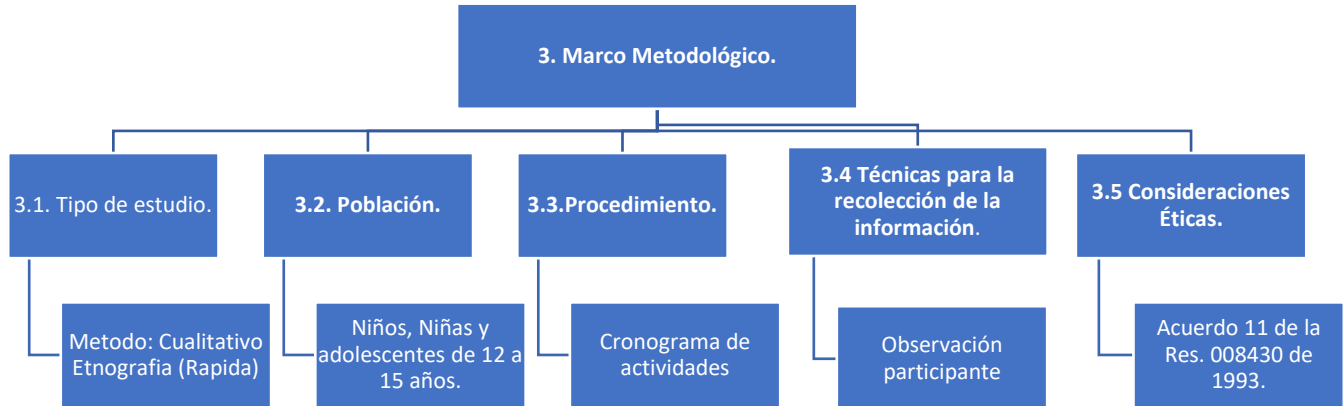 3. Marco Metodológico.
3.1. Tipo de estudio.
3.2. Población.
3.3.Procedimiento.
3.4 Técnicas para la
recolección de la
información.
3.5 Consideraciones
Éticas.
Metodo: Cualitativo
Etnografia (Rapida)
Niños, Niñas y
adolescentes de 12 a
15 años.
Cronograma de
actividades
Observación
participante
Acuerdo 11 de la
Res. 008430 de
1993.